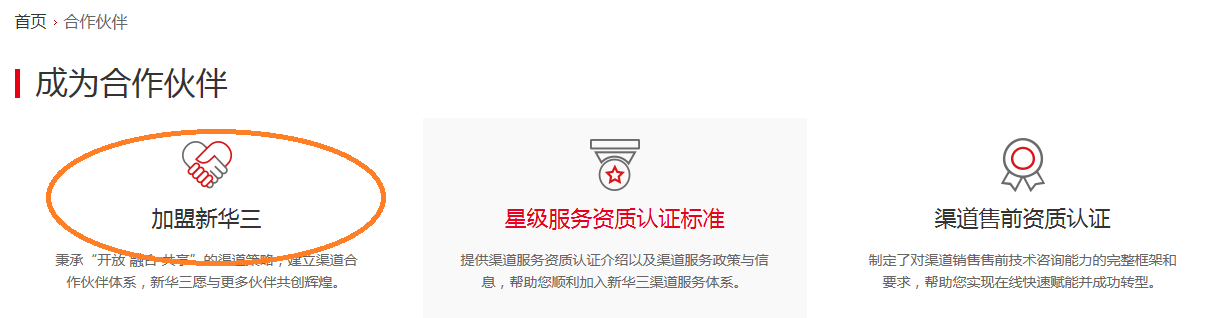 首页 › 合作伙伴
成为合作伙伴
加盟新华三
秉承“开放 融合 共享”的渠道策略，建立渠道合
作伙伴体系，新华三愿与更多伙伴共创辉煌。
星级服务资质认证标准
提供渠道服务资质认证介绍以及渠道服务政策与信
息，帮助您顺利加入新华三渠道服务体系。
渠道售前资质认证
制定了对渠道销售售前技术咨询能力的完整框架和
要求，帮助您实现在线快速赋能并成功转型。